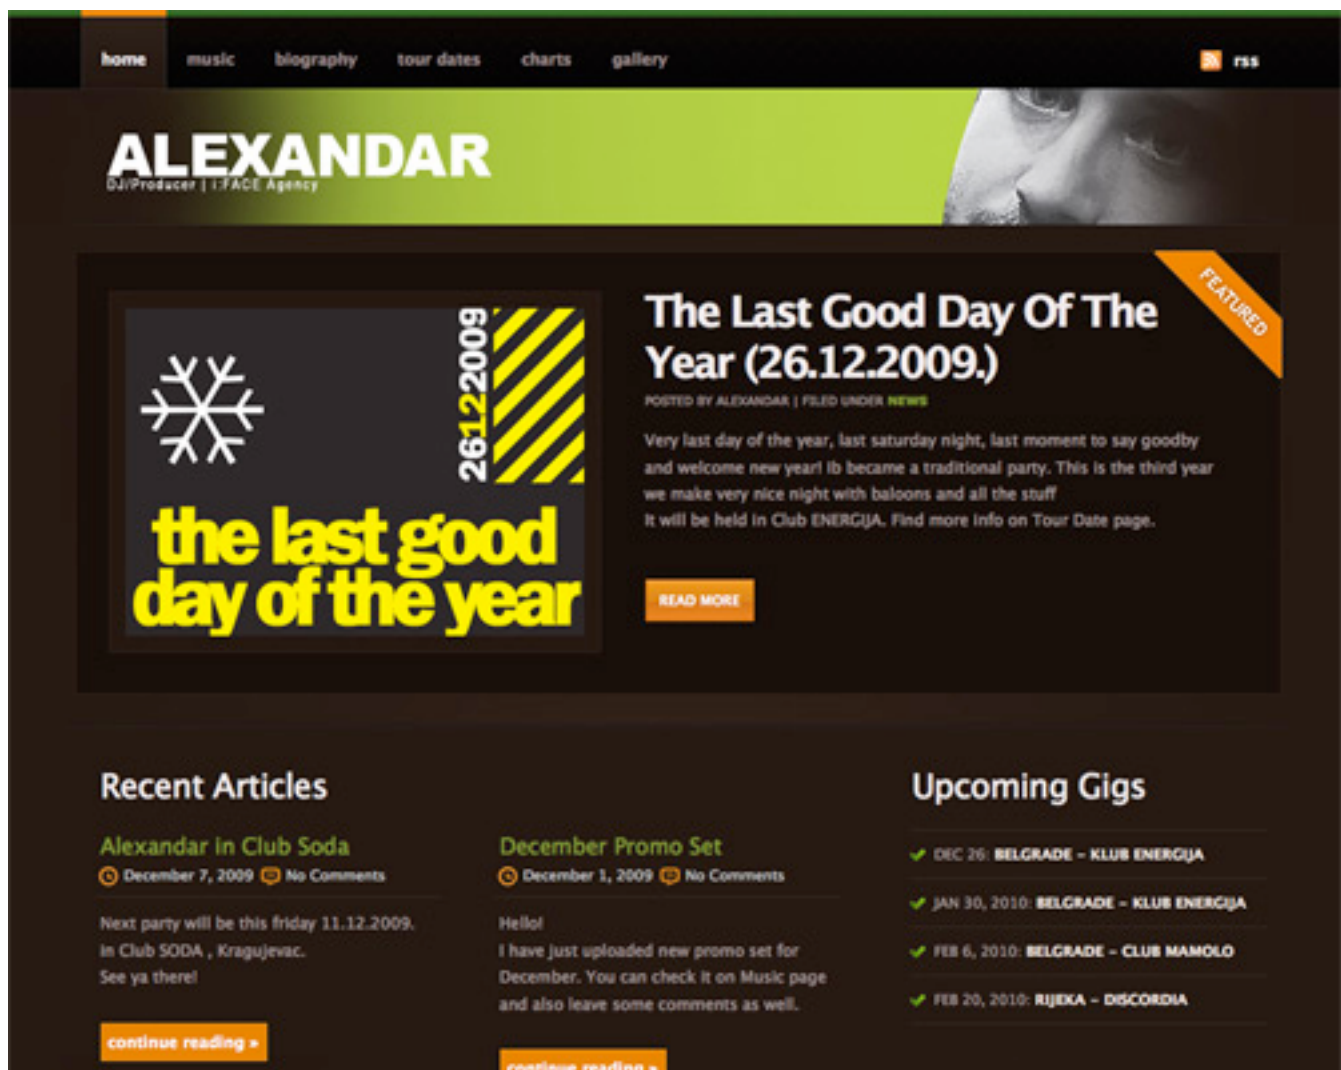 home music biography tour dates charts gallery rss
ALEXANDAR
DJ/Producer | i:FACE Agency
FEATURED
26122009
the last good
day of the year
The Last Good Day Of The
Year (26.12.2009.)
POSTED BY ALEXANDAR | FILED UNDER NEWS
Very last day of the year, last saturday night, last moment to say goodby
and welcome new year! Ib became a traditional party. This is the third year
we make very nice night with baloons and all the stuff
It will be held in Club ENERGIJA. Find more info on Tour Date page.
READ MORE
Recent Articles
Alexandar in Club Soda
December 7, 2009 No Comments
Next party will be this friday 11.12.2009.
in Club SODA , Kragujevac.
See ya there!
continue reading »
December Promo Set
December 1, 2009 No Comments
Hello!
I have just uploaded new promo set for
December. You can check it on Music page
and also leave some comments as well.
continue reading »
Upcoming Gigs
DEC 26: BELGRADE – KLUB ENERGIJA
JAN 30, 2010: BELGRADE – KLUB ENERGIJA
FEB 6, 2010: BELGRADE – CLUB MAMOLO
FEB 20, 2010: RIJEKA – DISCORDIA